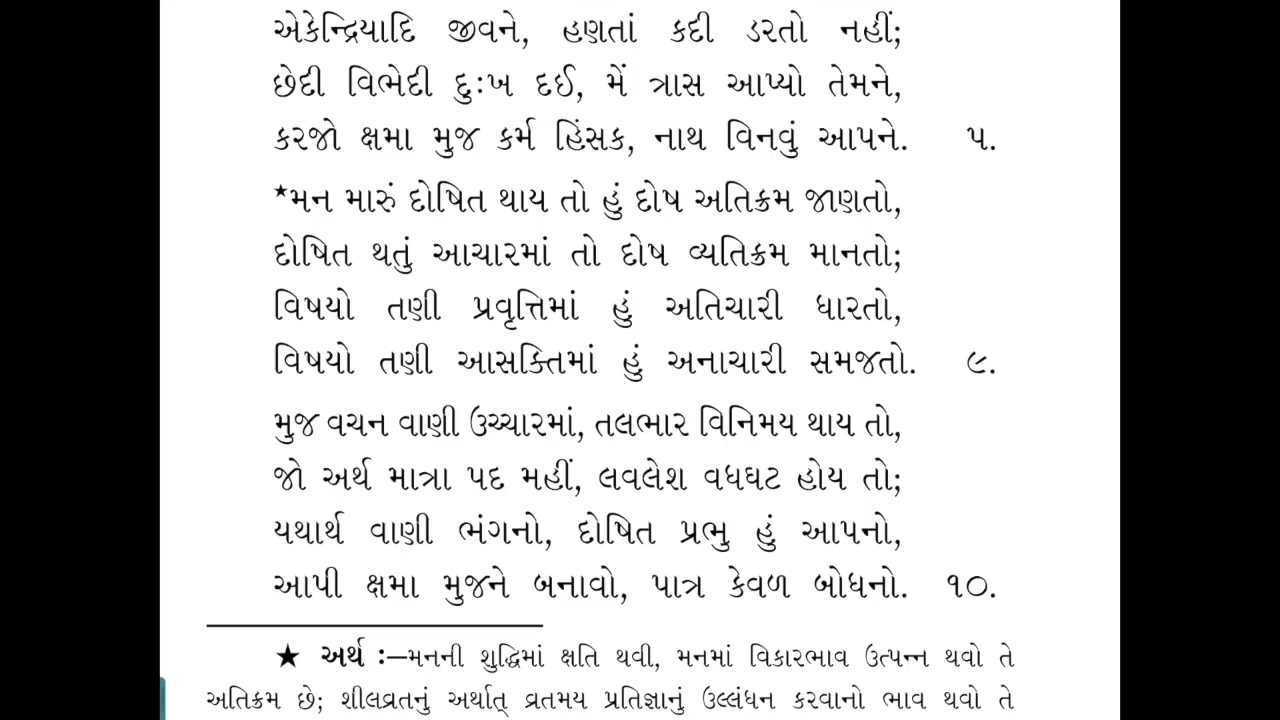 એકેન્દ્રિયાદિ જીવને, હણતાં કદી ડરતો નહીં;
છેદી વિભેદી દુઃખ દઈ, મેં ત્રાસ આપ્યો તેમને,
કરજો ક્ષમા મુજ કર્મ હિંસક, નાથ વિનવું આપને. ૫.
★મન મારું દોષિત થાય તો હું દોષ અતિક્રમ જાણતો,
દોષિત થતું આચારમાં તો દોષ વ્યતિક્રમ માનતો;
વિષયો તણી પ્રવૃત્તિમાં હું અતિચારી ધારતો,
વિષયો તણી આસક્તિમાં હું અનાચારી સમજતો. ૯.
મુજ વચન વાણી ઉચ્ચારમાં, તલભાર વિનિમય થાય તો,
જો અર્થ માત્રા પદ મહીં, લવલેશ વધઘટ હોય તો;
યથાર્થ વાણી ભંગનો, દોષિત પ્રભુ હું આપનો,
આપી ક્ષમા મુજને બનાવો, પાત્ર કેવળ બોધનો. ૧૦.
★ અર્થ :—મનની શુદ્ધિમાં ક્ષતિ થવી, મનમાં વિકારભાવ ઉત્પન્ન થવો તે
અતિક્રમ છે; શીલવ્રતનું અર્થાત્ વ્રતમય પ્રતિજ્ઞાનું ઉલ્લંઘન કરવાનો ભાવ થવો તે